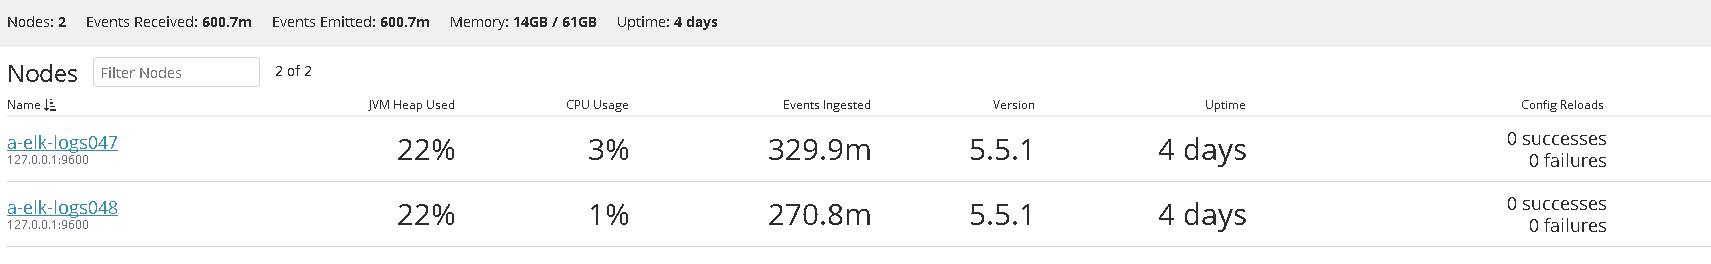 Nodes: 2 Events Received: 600.7m Events Emitted: 600.7m Memory: 14GB / 61GB Uptime: 4 days
Nodes Filter Nodes 2 of 2
Name JVM Heap Used CPU Usage Events Ingested Version Uptime Config Reloads
a-elk-logs047 22% 3% 329.9m 5.5.1 4 days 0 successes
127.0.0.1:9600 0 failures
a-elk-logs048 22% 1% 270.8m 5.5.1 4 days 0 successes
127.0.0.1:9600 0 failures